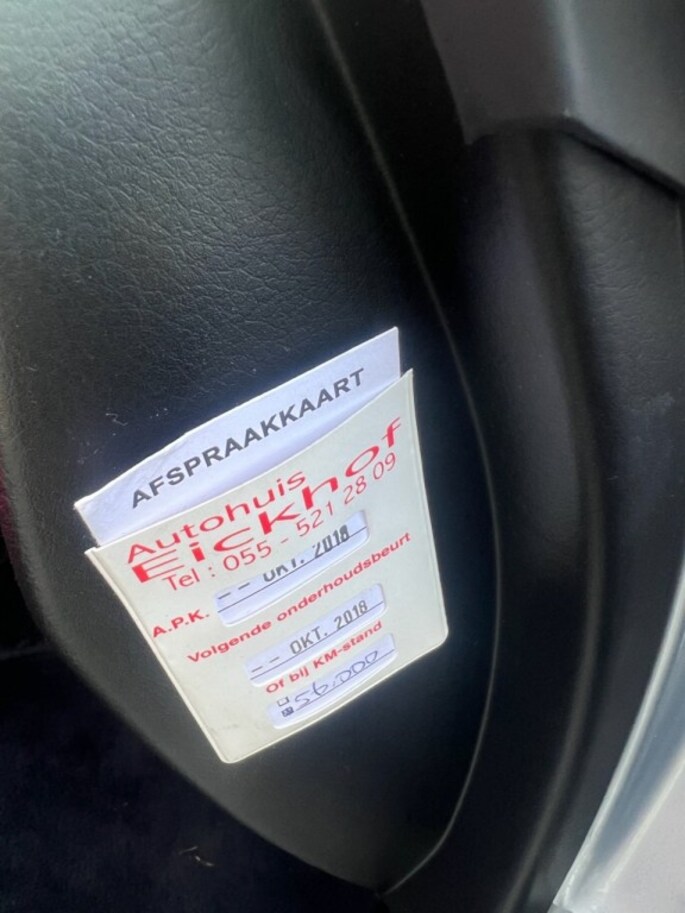 AFSPRAAKKAART
Autohuis
Eickhof
Tel : 055 - 521 28 09
A.P.K. -- OKT. 2018
Volgende onderhoudsbeurt
-- OKT. 2018
Of bij KM-stand
56.000